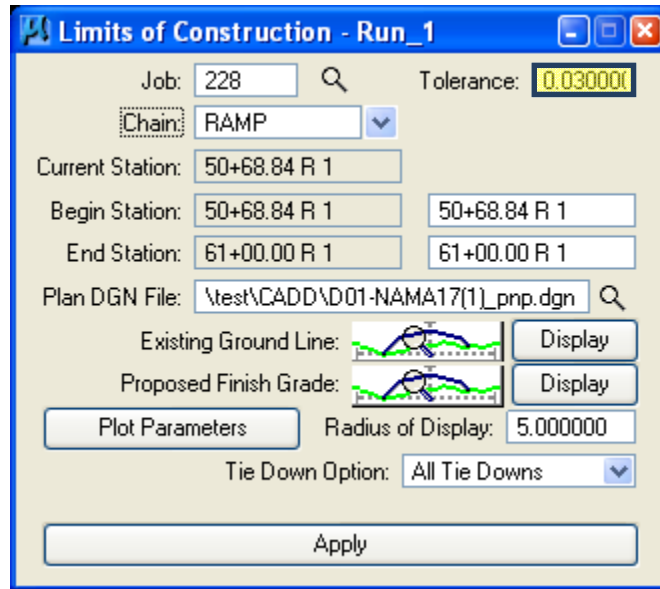 Limits of Construction - Run_1
Job: 228 Tolerance: 0.030000
Chain: RAMP
Current Station: 50+68.84 R 1
Begin Station: 50+68.84 R 1 50+68.84 R 1
End Station: 61+00.00 R 1 61+00.00 R 1
Plan DGN File: \test\CADD\D01-NAMA17(1)_pnp.dgn
Existing Ground Line: Display
Proposed Finish Grade: Display
Plot Parameters Radius of Display: 5.000000
Tie Down Option: All Tie Downs
Apply